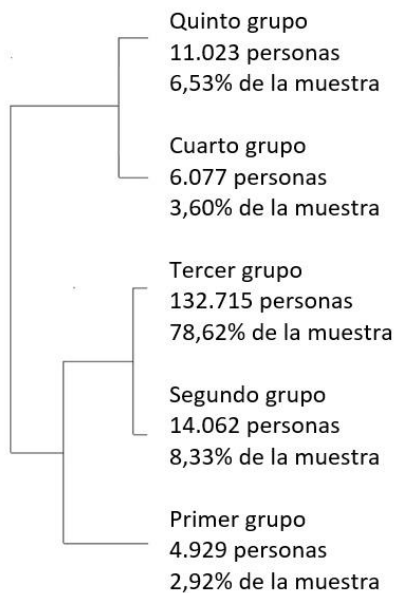 Quinto grupo
11.023 personas
6,53% de la muestra
Cuarto grupo
6.077 personas
3,60% de la muestra
Tercer grupo
132.715 personas
78,62% de la muestra
Segundo grupo
14.062 personas
8,33% de la muestra
Primer grupo
4.929 personas
2,92% de la muestra